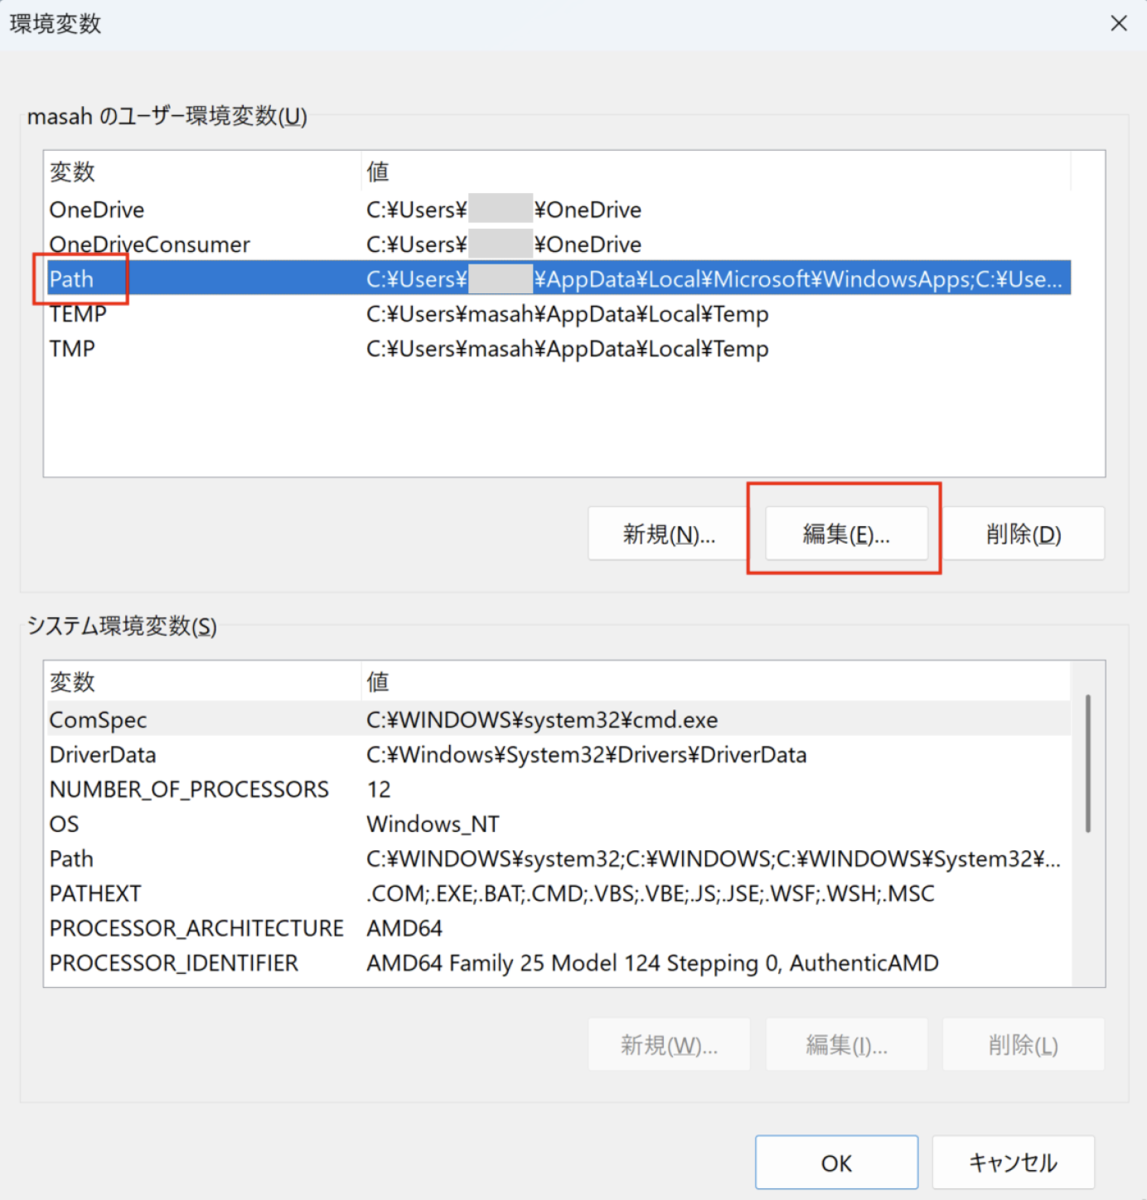 環境変数
masah のユーザー環境変数(U)
変数 値
OneDrive C:¥Users¥ ¥OneDrive
OneDriveConsumer C:¥Users¥ ¥OneDrive
Path C:¥Users¥ ¥AppData¥Local¥Microsoft¥WindowsApps;C:¥Use...
TEMP C:¥Users¥masah¥AppData¥Local¥Temp
TMP C:¥Users¥masah¥AppData¥Local¥Temp
新規(N)... 編集(E)... 削除(D)
システム環境変数(S)
変数 値
ComSpec C:¥WINDOWS¥system32¥cmd.exe
DriverData C:¥Windows¥System32¥Drivers¥DriverData
NUMBER_OF_PROCESSORS 12
OS Windows_NT
Path C:¥WINDOWS¥system32;C:¥WINDOWS;C:¥WINDOWS¥System32¥...
PATHEXT .COM;.EXE;.BAT;.CMD;.VBS;.VBE;.JS;.JSE;.WSF;.WSH;.MSC
PROCESSOR_ARCHITECTURE AMD64
PROCESSOR_IDENTIFIER AMD64 Family 25 Model 124 Stepping 0, AuthenticAMD
新規(W)... 編集(I)... 削除(L)
OK キャンセル